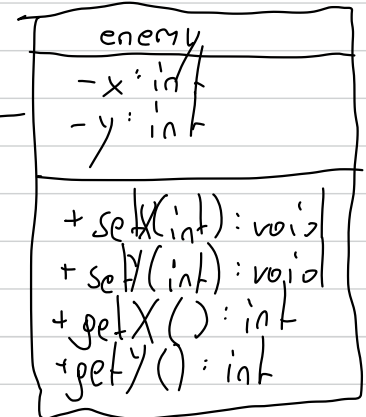 enemy
- x : int
- y : int
+ setX(int) : void
+ setY(int) : void
+ getX() : int
+ getY() : int